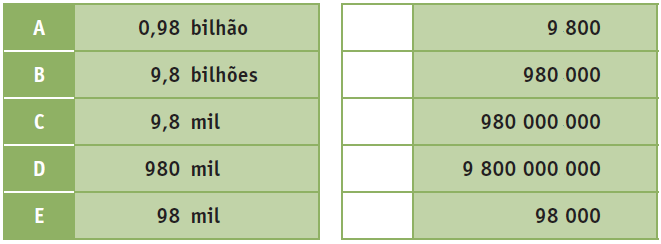 A 0,98 bilhão 9 800
B 9,8 bilhões 980 000
C 9,8 mil 980 000 000
D 980 mil 9 800 000 000
E 98 mil 98 000